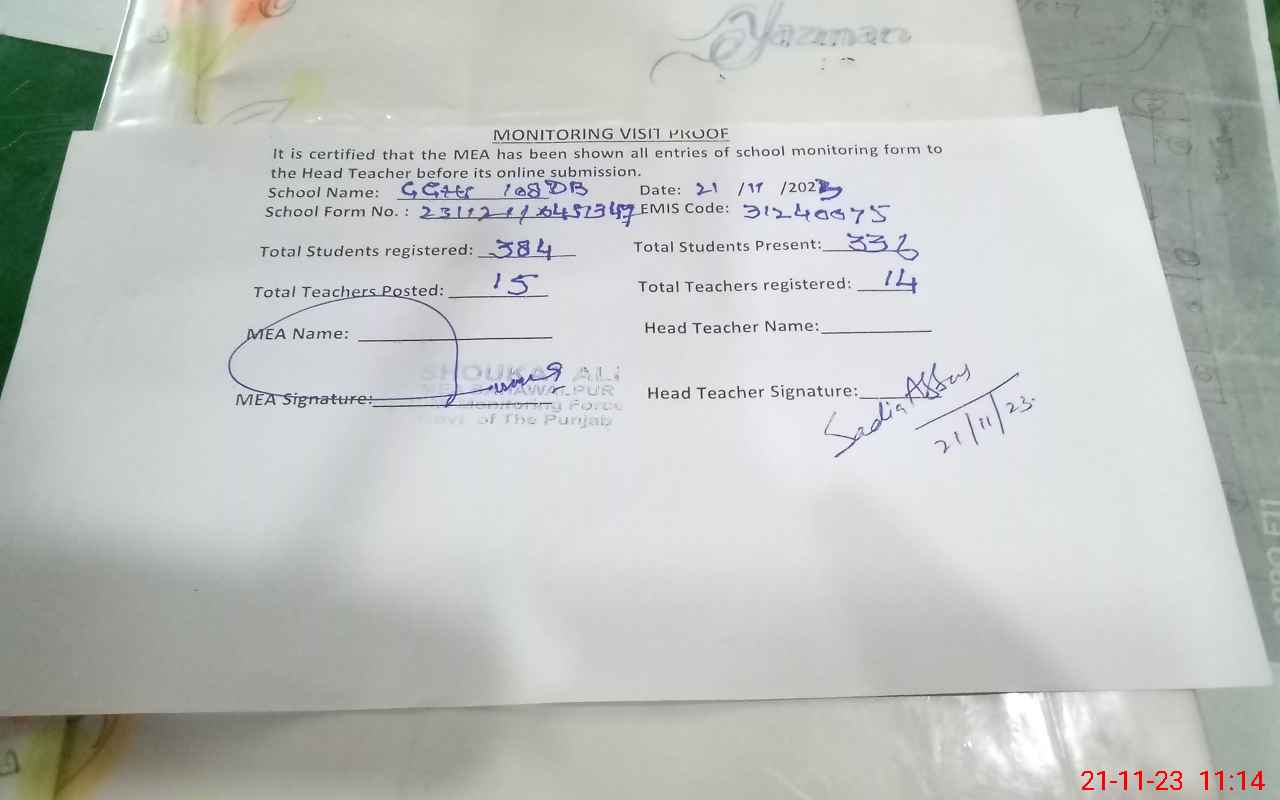 Yazman
MONITORING VISIT PROOF
It is certified that the MEA has been shown all entries of school monitoring form to
the Head Teacher before its online submission.
School Name: GGHS 108DB Date: 21 /11 /2023
School Form No. : EMIS Code: 31240075
Total Students registered: 384 Total Students Present: 336
Total Teachers Posted: 15 Total Teachers registered: 14
MEA Name: Head Teacher Name:
SHOUKAT ALI
MEA BAHAWALPUR
MEA Signature: Head Teacher Signature: Sadia
Monitoring Force
Govt of The Punjab
21/11/23
21-11-23 11:14